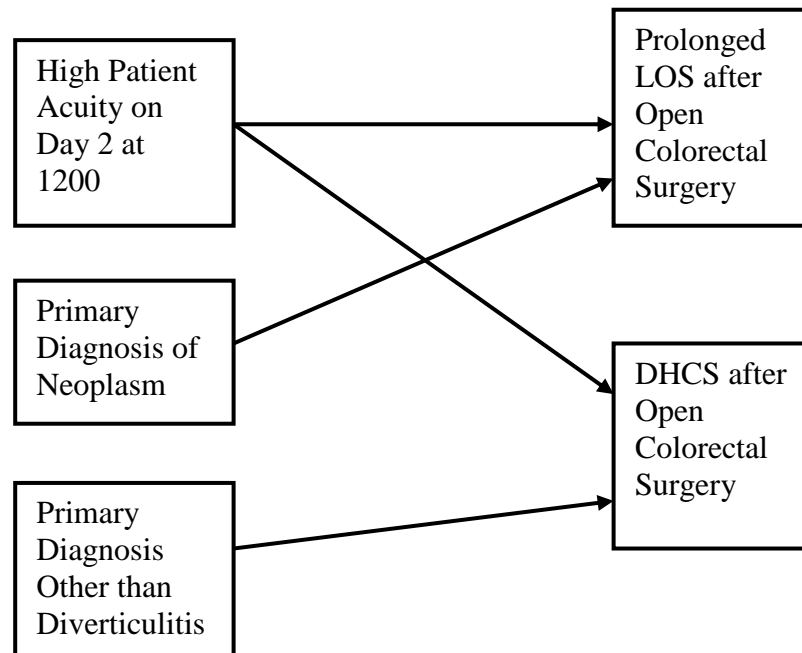 High Patient
Acuity on
Day 2 at
1200
Primary
Diagnosis of
Neoplasm
Primary
Diagnosis
Other than
Diverticulitis
Prolonged
LOS after
Open
Colorectal
Surgery
DHCS after
Open
Colorectal
Surgery